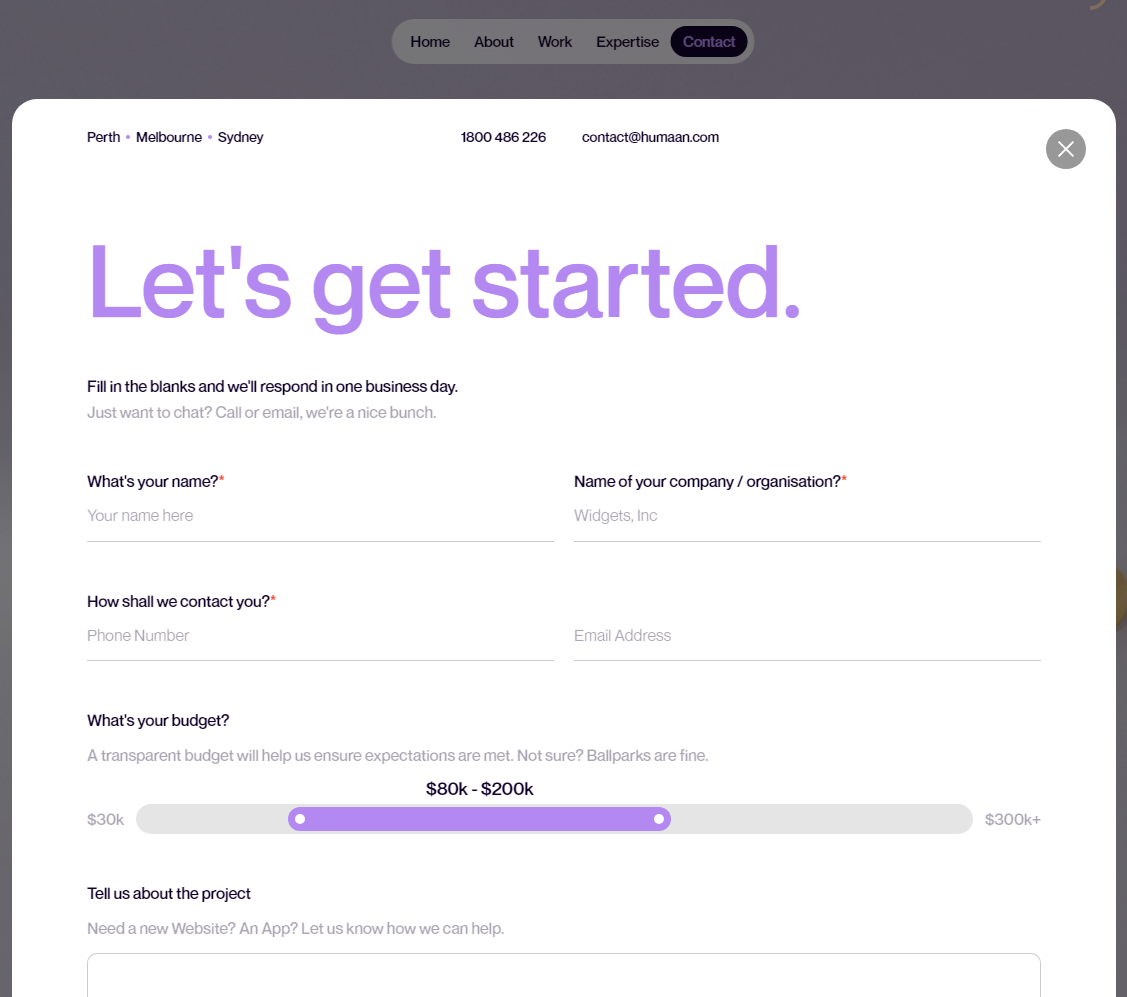 Home About Work Expertise Contact
Perth • Melbourne • Sydney 1800 486 226 contact@humaan.com
Let's get started.
Fill in the blanks and we'll respond in one business day.
Just want to chat? Call or email, we're a nice bunch.
What's your name?* Name of your company / organisation?*
Your name here Widgets, Inc
How shall we contact you?*
Phone Number Email Address
What's your budget?
A transparent budget will help us ensure expectations are met. Not sure? Ballparks are fine.
$80k - $200k
$30k $300k+
Tell us about the project
Need a new Website? An App? Let us know how we can help.